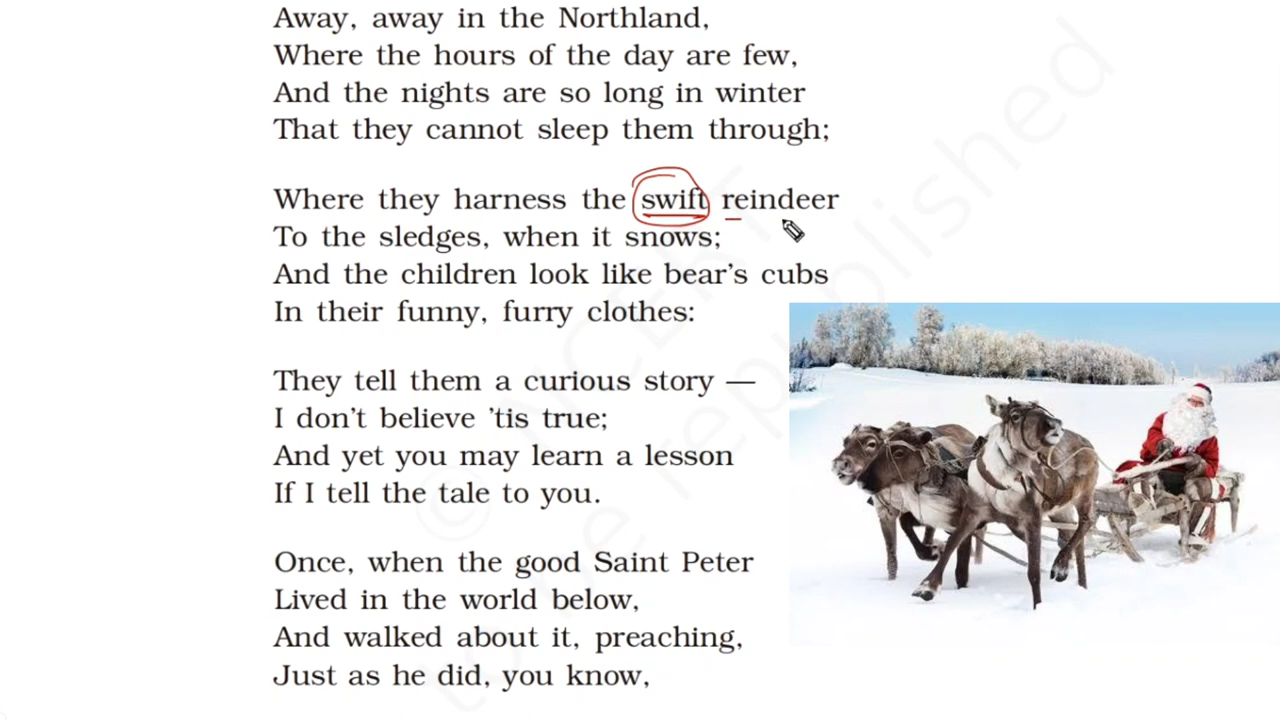 Away, away in the Northland,
Where the hours of the day are few,
And the nights are so long in winter
That they cannot sleep them through;
Where they harness the swift reindeer
To the sledges, when it snows;
And the children look like bear's cubs
In their funny, furry clothes:
They tell them a curious story —
I don't believe 'tis true;
And yet you may learn a lesson
If I tell the tale to you.
Once, when the good Saint Peter
Lived in the world below,
And walked about it, preaching,
Just as he did, you know,
© NCERT
to be republished